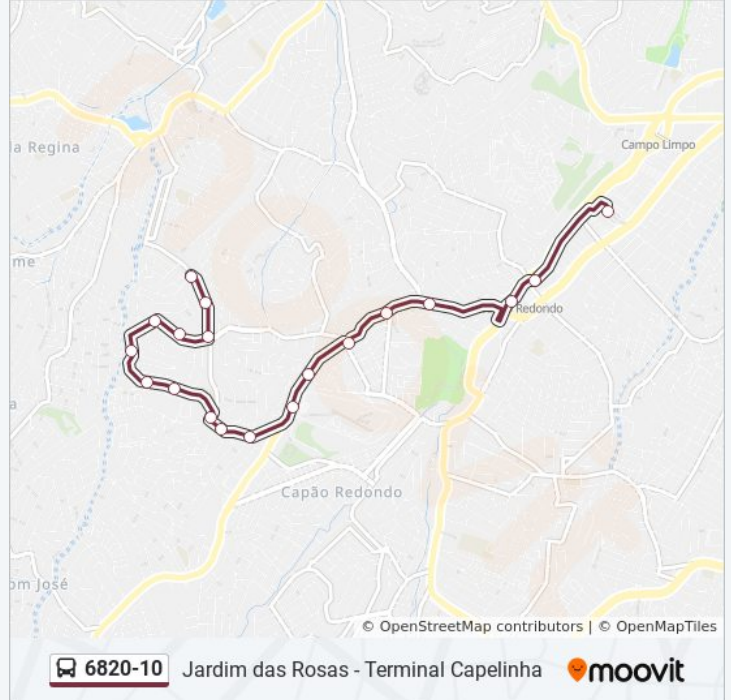 la Regina
Campo Limpo
me
Redondo
a
Capão Redondo
om José
© OpenStreetMap contributors | © OpenMapTiles
6820-10 Jardim das Rosas - Terminal Capelinha moovit